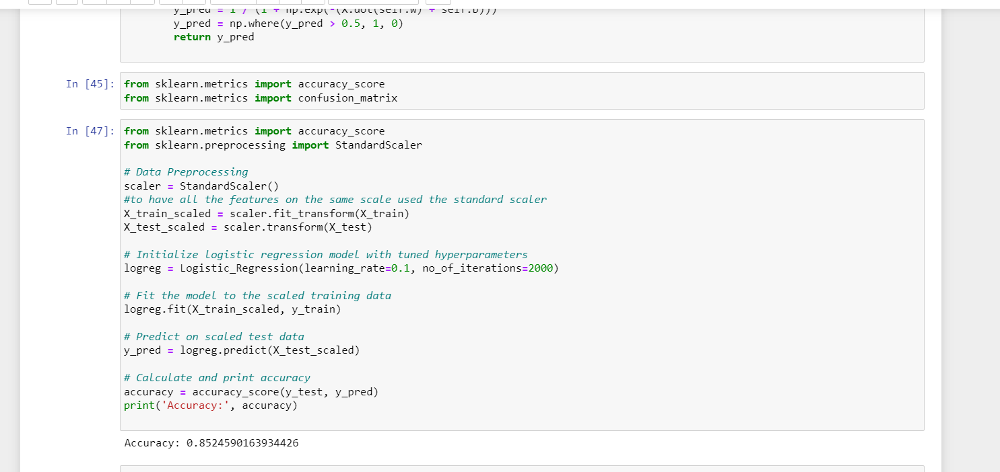 y_pred = 1 / (1 + np.exp(-(X.dot(self.w) + self.b)))
y_pred = np.where(y_pred > 0.5, 1, 0)
return y_pred
In [45]:
from sklearn.metrics import accuracy_score
from sklearn.metrics import confusion_matrix
In [47]:
from sklearn.metrics import accuracy_score
from sklearn.preprocessing import StandardScaler
# Data Preprocessing
scaler = StandardScaler()
#to have all the features on the same scale used the standard scaler
X_train_scaled = scaler.fit_transform(X_train)
X_test_scaled = scaler.transform(X_test)
# Initialize logistic regression model with tuned hyperparameters
logreg = Logistic_Regression(learning_rate=0.1, no_of_iterations=2000)
# Fit the model to the scaled training data
logreg.fit(X_train_scaled, y_train)
# Predict on scaled test data
y_pred = logreg.predict(X_test_scaled)
# Calculate and print accuracy
accuracy = accuracy_score(y_test, y_pred)
print('Accuracy:', accuracy)
Accuracy: 0.8524590163934426